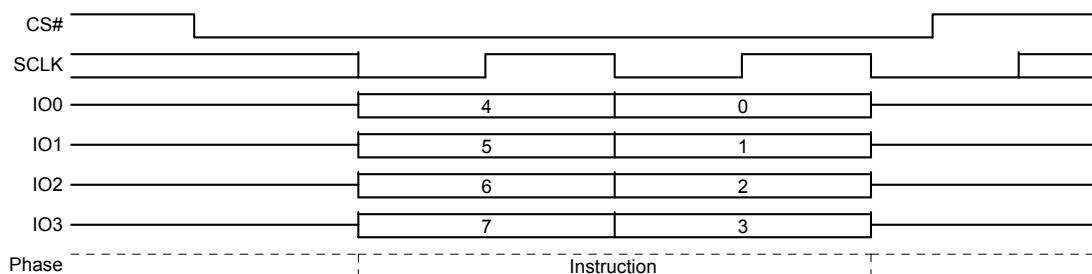 CS#
SCLK
IO0 4 0
IO1 5 1
IO2 6 2
IO3 7 3
Phase Instruction